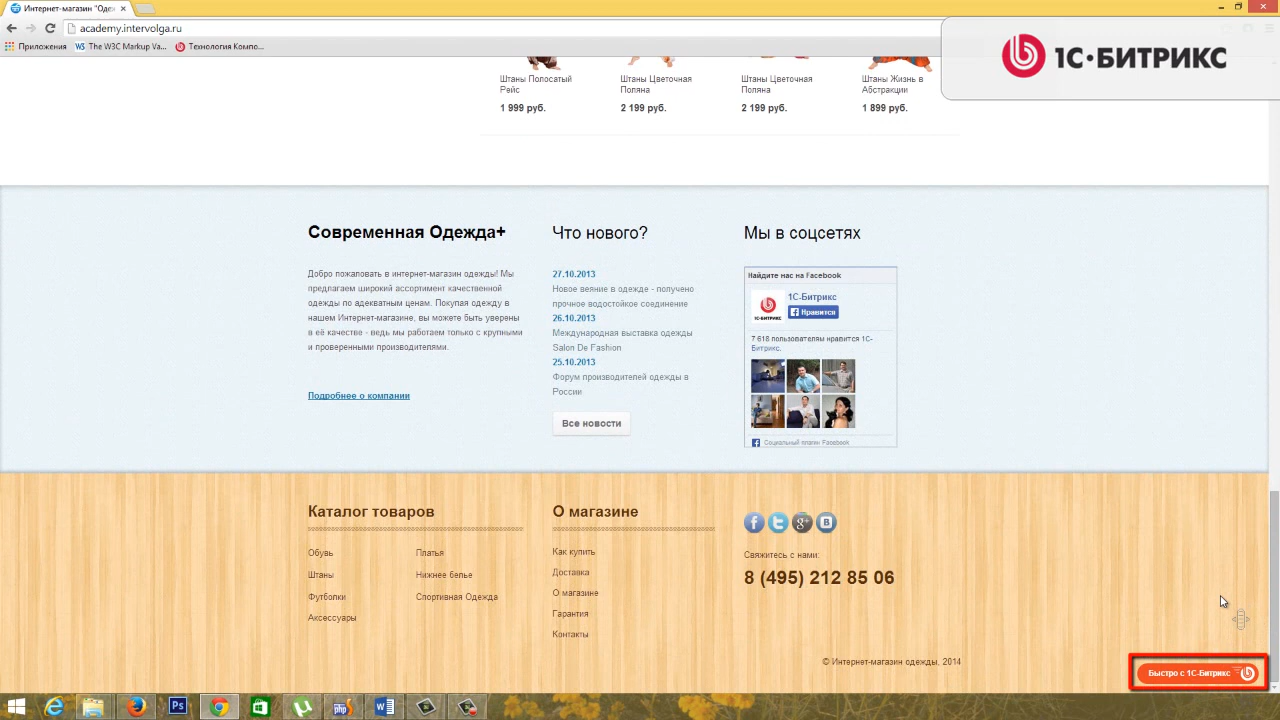 Интернет-магазин "Оде
academy.intervolga.ru
Приложения
The W3C Markup Va...
Технология Компо...
1С·БИТРИКС
Штаны Полосатый
Рейс
1 999 руб.
Штаны Цветочная
Поляна
2 199 руб.
Штаны Цветочная
Поляна
2 199 руб.
Штаны Жизнь в
Абстракции
1 899 руб.
Современная Одежда+
Добро пожаловать в интернет-магазин одежды! Мы
предлагаем широкий ассортимент качественной
одежды по адекватным ценам. Покупая одежду в
нашем Интернет-магазине, вы можете быть уверены
в её качестве - ведь мы работаем только с крупными
и проверенными производителями.
Подробнее о компании
Что нового?
27.10.2013
Новое веяние в одежде - получено
прочное водостойкое соединение
26.10.2013
Международная выставка одежды
Salon De Fashion
25.10.2013
Форум производителей одежды в
России
Все новости
Мы в соцсетях
Найдите нас на Facebook
1С-Битрикс
Нравится
7 618 пользователям нравится 1С-
Битрикс.
Социальный плагин Facebook
Каталог товаров
Обувь
Платья
Штаны
Нижнее белье
Футболки
Спортивная Одежда
Аксессуары
О магазине
Как купить
Доставка
О магазине
Гарантия
Контакты
Свяжитесь с нами:
8 (495) 212 85 06
© Интернет-магазин одежды, 2014
Быстро с 1С-Битрикс